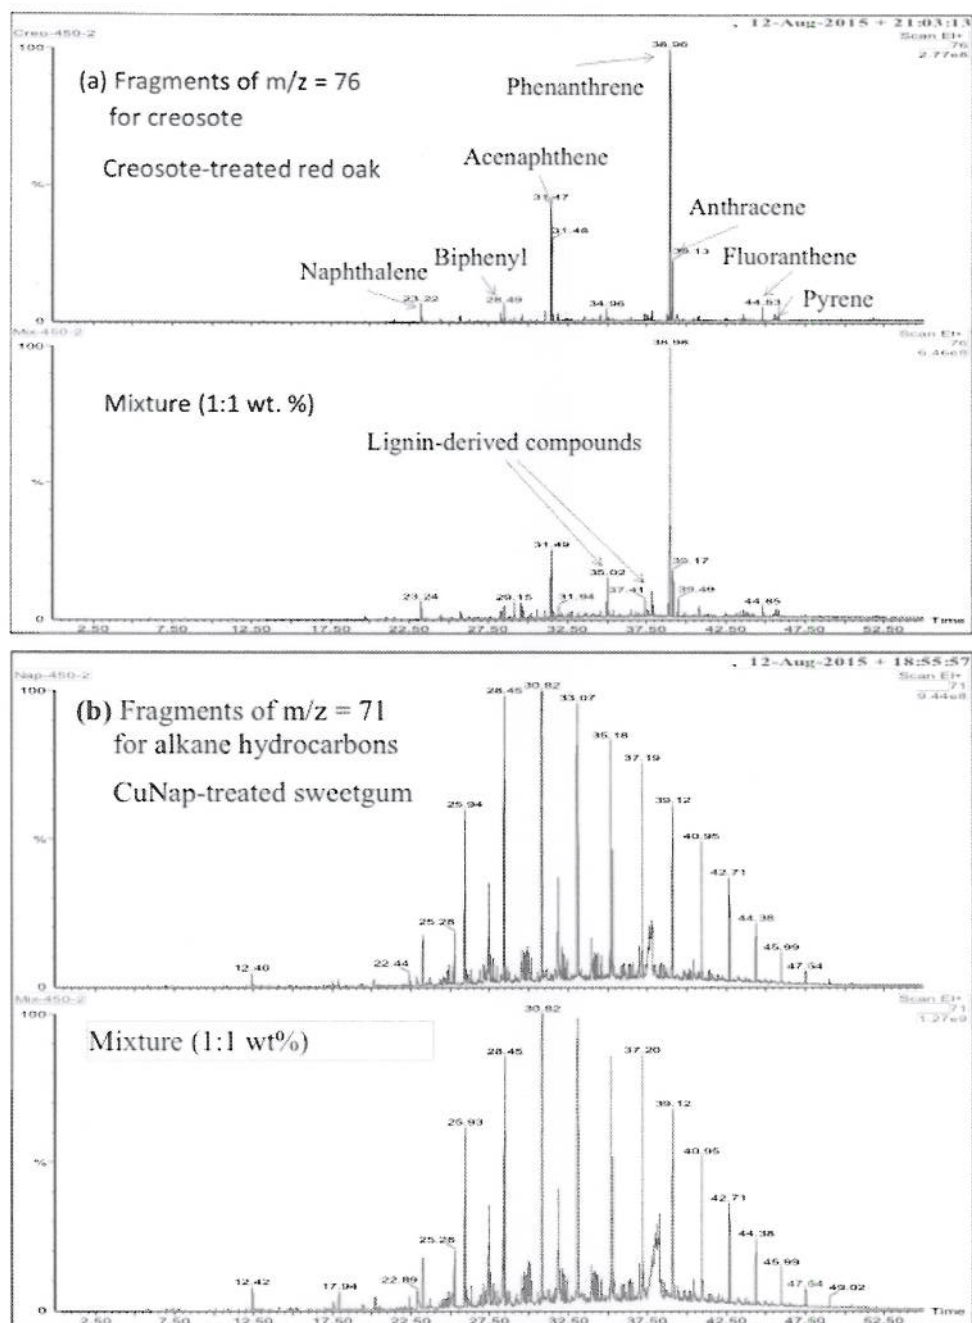 . 12-Aug-2015 + 21:03:13
Creo-450-2
Scan EI+
76
2.77e8
100
38.96
(a) Fragments of m/z = 76
for creosote
Phenanthrene
Creosote-treated red oak
Acenaphthene
%
31.47
31.48
Anthracene
39.13
Biphenyl
Fluoranthene
Naphthalene
23.22
28.49
34.96
44.63
Pyrene
0
Mix-450-2
Scan EI+
76
100
38.98
Mixture (1:1 wt. %)
Lignin-derived compounds
%
31.49
35.02
39.17
23.24
29.15
31.94
37.41
39.49
44.65
0
2.50 7.50 12.50 17.50 22.50 27.50 32.50 37.50 42.50 47.50 52.50 Time
. 12-Aug-2015 + 18:55:57
Nap-450-2
Scan EI+
71
9.44e8
100
28.45
30.82
33.07
(b) Fragments of m/z = 71
for alkane hydrocarbons
35.18
37.19
CuNap-treated sweetgum
25.94
39.12
%
40.95
42.71
25.28
44.38
12.40
22.44
45.99
47.54
0
Mix-450-2
Scan EI+
71
1.27e9
100
30.82
Mixture (1:1 wt%)
28.45
37.20
25.93
39.12
%
40.95
42.71
25.28
44.38
12.42
17.94
22.89
45.99
47.54
49.02
0
2.50 7.50 12.50 17.50 22.50 27.50 32.50 37.50 42.50 47.50 52.50 Time